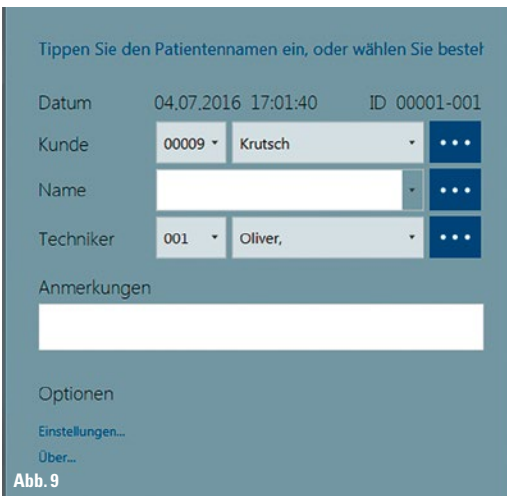 Tippen Sie den Patientennamen ein, oder wählen Sie besteh
Datum 04.07.2016 17:01:40 ID 00001-001
Kunde 00009 Krutsch
Name
Techniker 001 Oliver,
Anmerkungen
Optionen
Einstellungen...
Über...
Abb. 9